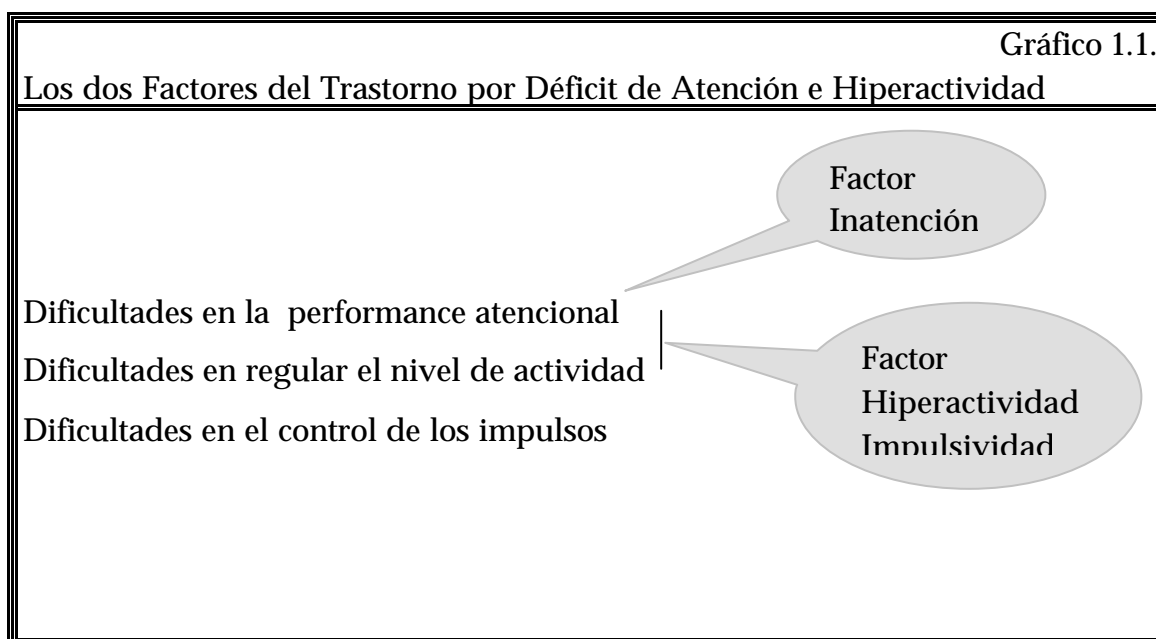 Gráfico 1.1.
Los dos Factores del Trastorno por Déficit de Atención e Hiperactividad
Factor
Inatención
Dificultades en la performance atencional
Dificultades en regular el nivel de actividad
Dificultades en el control de los impulsos
Factor
Hiperactividad
Impulsividad